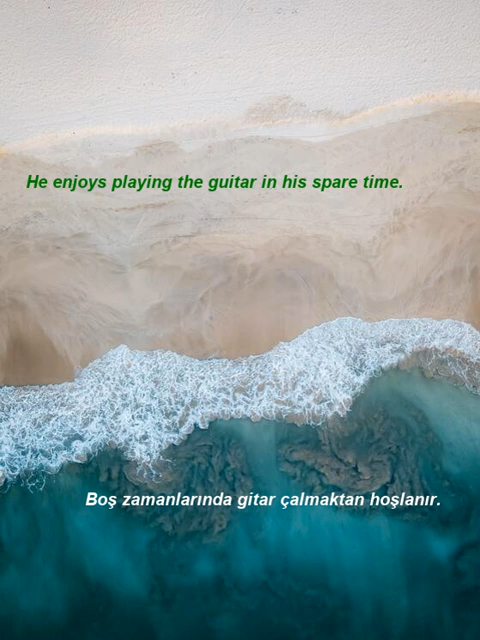 He enjoys playing the guitar in his spare time.
Boş zamanlarında gitar çalmaktan hoşlanır.